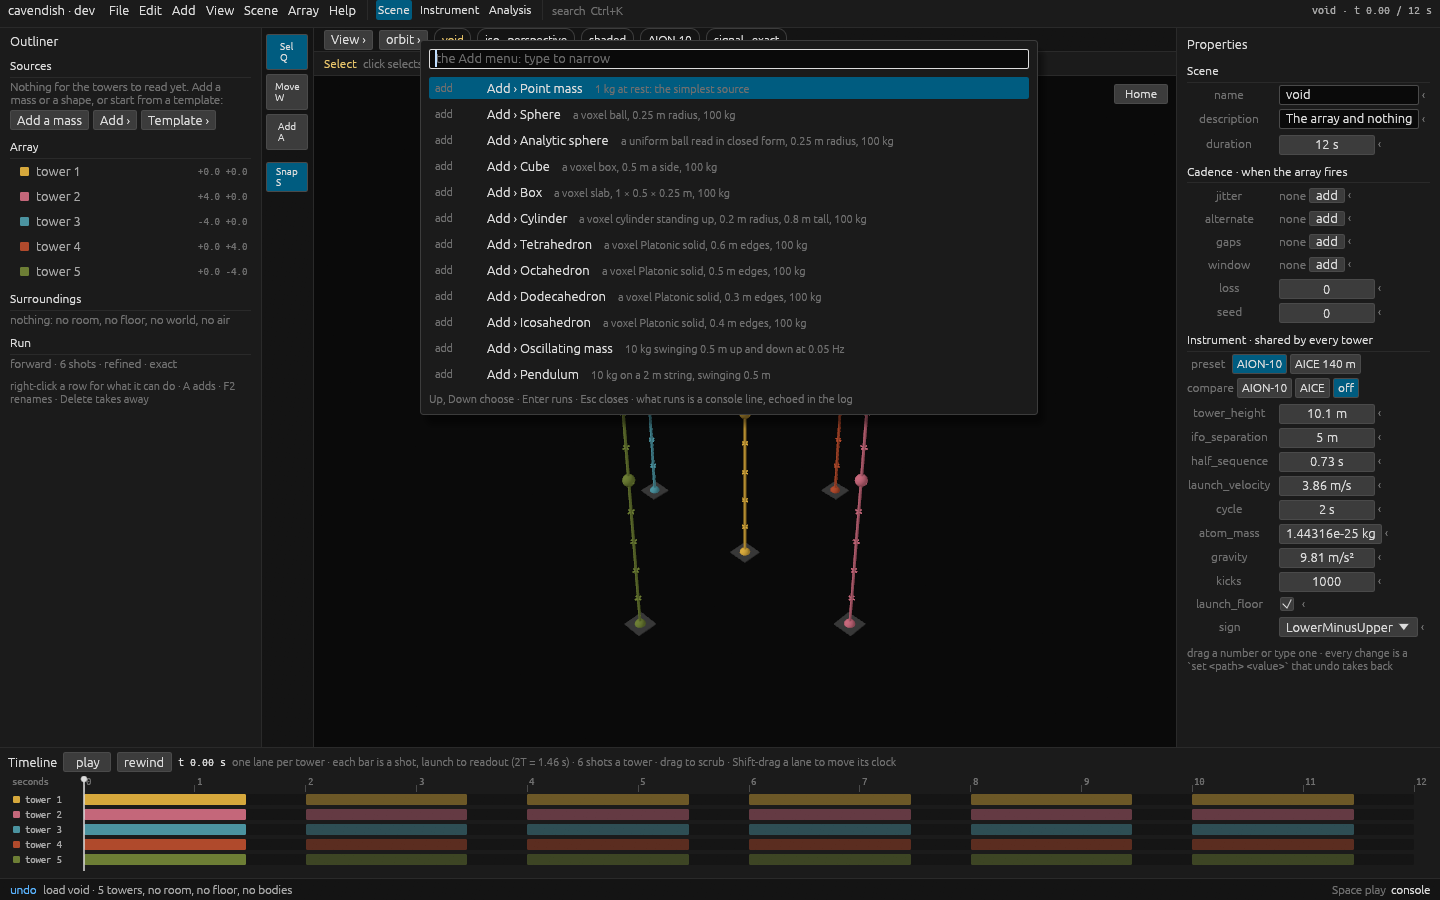 cavendish · dev File Edit Add View Scene Array Help Scene Instrument Analysis search Ctrl+K void · t 0.00 / 12 s
Outliner
Sources
Nothing for the towers to read yet. Add a
mass or a shape, or start from a template:
Add a mass Add › Template ›
Array
tower 1 +0.0 +0.0
tower 2 +4.0 +0.0
tower 3 -4.0 +0.0
tower 4 +0.0 +4.0
tower 5 +0.0 -4.0
Surroundings
nothing: no room, no floor, no world, no air
Run
forward · 6 shots · refined · exact
right-click a row for what it can do · A adds · F2
renames · Delete takes away
Sel
Q
Move
W
Add
A
Snap
S
View › orbit › void iso perspective shaded AION-10 signal exact
Select click selects
Home
the Add menu: type to narrow
add Add › Point mass 1 kg at rest: the simplest source
add Add › Sphere a voxel ball, 0.25 m radius, 100 kg
add Add › Analytic sphere a uniform ball read in closed form, 0.25 m radius, 100 kg
add Add › Cube a voxel box, 0.5 m a side, 100 kg
add Add › Box a voxel slab, 1 × 0.5 × 0.25 m, 100 kg
add Add › Cylinder a voxel cylinder standing up, 0.2 m radius, 0.8 m tall, 100 kg
add Add › Tetrahedron a voxel Platonic solid, 0.6 m edges, 100 kg
add Add › Octahedron a voxel Platonic solid, 0.5 m edges, 100 kg
add Add › Dodecahedron a voxel Platonic solid, 0.3 m edges, 100 kg
add Add › Icosahedron a voxel Platonic solid, 0.4 m edges, 100 kg
add Add › Oscillating mass 10 kg swinging 0.5 m up and down at 0.05 Hz
add Add › Pendulum 10 kg on a 2 m string, swinging 0.5 m
Up, Down choose · Enter runs · Esc closes · what runs is a console line, echoed in the log
Properties
Scene
name void
description The array and nothing
duration 12 s
Cadence · when the array fires
jitter none add
alternate none add
gaps none add
window none add
loss 0
seed 0
Instrument · shared by every tower
preset AION-10 AICE 140 m
compare AION-10 AICE off
tower_height 10.1 m
ifo_separation 5 m
half_sequence 0.73 s
launch_velocity 3.86 m/s
cycle 2 s
atom_mass 1.44316e-25 kg
gravity 9.81 m/s²
kicks 1000
launch_floor
sign LowerMinusUpper
drag a number or type one · every change is a
`set <path> <value>` that undo takes back
Timeline play rewind t 0.00 s one lane per tower · each bar is a shot, launch to readout (2T = 1.46 s) · 6 shots a tower · drag to scrub · Shift-drag a lane to move its clock
seconds 0 1 2 3 4 5 6 7 8 9 10 11 12
tower 1
tower 2
tower 3
tower 4
tower 5
undo load void · 5 towers, no room, no floor, no bodies Space play console